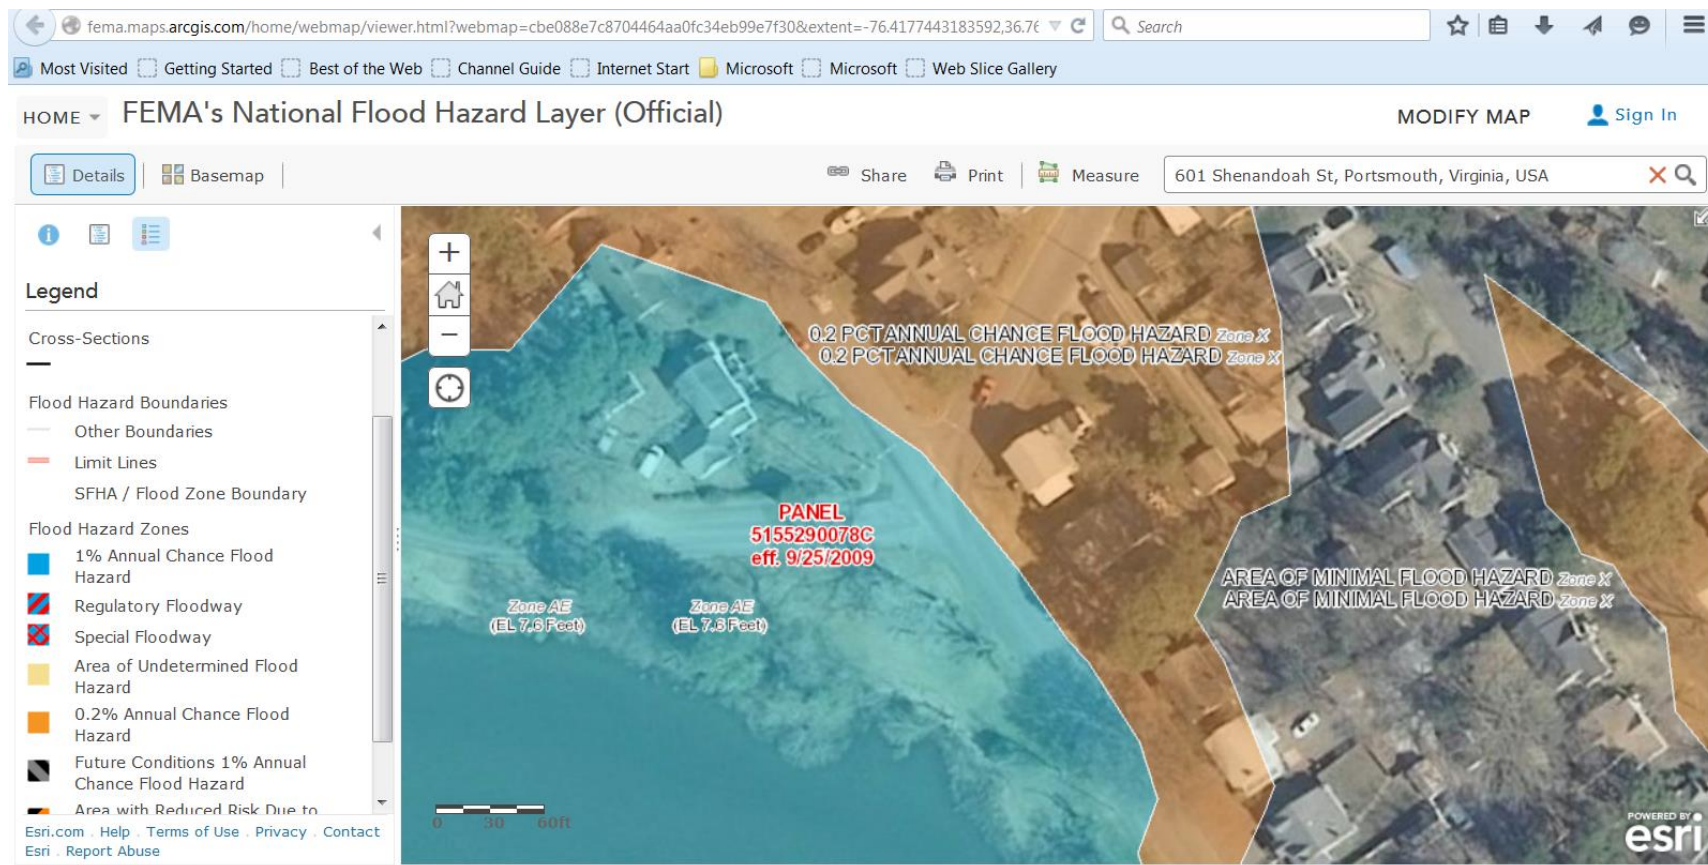 fema.maps.arcgis.com/home/webmap/viewer.html?webmap=cbe088e7c8704464aa0fc34eb99e7f30&extent=-76.4177443183592,36.76
Search
Most Visited Getting Started Best of the Web Channel Guide Internet Start Microsoft Microsoft Web Slice Gallery
HOME FEMA's National Flood Hazard Layer (Official) MODIFY MAP Sign In
Details Basemap Share Print Measure 601 Shenandoah St, Portsmouth, Virginia, USA
Legend
Cross-Sections
Flood Hazard Boundaries
Other Boundaries
Limit Lines
SFHA / Flood Zone Boundary
Flood Hazard Zones
1% Annual Chance Flood
Hazard
Regulatory Floodway
Special Floodway
Area of Undetermined Flood
Hazard
0.2% Annual Chance Flood
Hazard
Future Conditions 1% Annual
Chance Flood Hazard
Area with Reduced Risk Due to
Esri.com . Help . Terms of Use . Privacy . Contact
Esri . Report Abuse
0.2 PCT ANNUAL CHANCE FLOOD HAZARD Zone X
0.2 PCT ANNUAL CHANCE FLOOD HAZARD Zone X
PANEL
5155290078C
eff. 9/25/2009
Zone AE
(EL 7.6 Feet)
Zone AE
(EL 7.6 Feet)
AREA OF MINIMAL FLOOD HAZARD Zone X
AREA OF MINIMAL FLOOD HAZARD Zone X
0 30 60ft
POWERED BY
esri